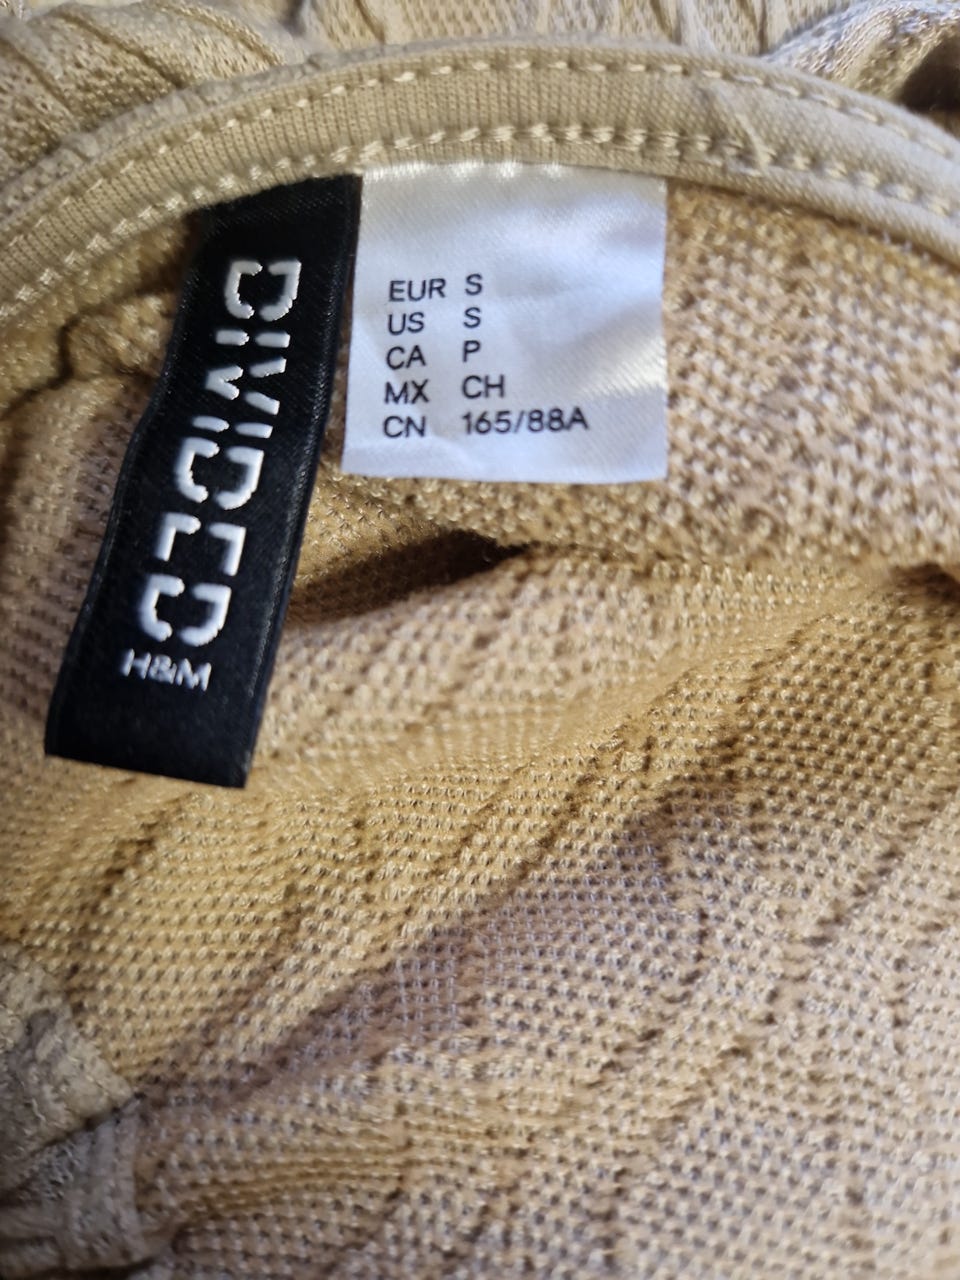 DIVIDED
H&M
EUR S
US S
CA P
MX CH
CN 165/88A